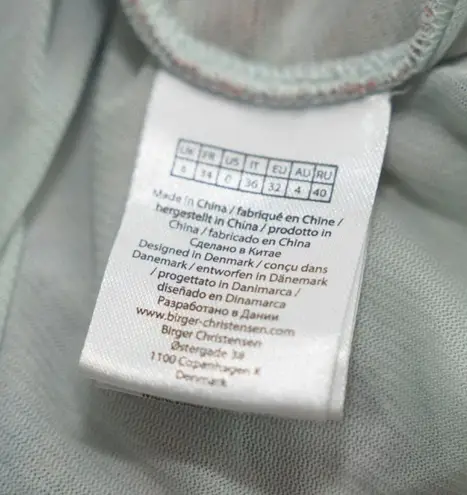 UK FR US IT EU AU RU
34 0 36 32 4 40
Made in China / fabriqué en Chine /
hergestellt in China / prodotto in
China / fabricado en China
Сделано в Китае
Designed in Denmark / conçu dans
Danemark / entworfen in Dänemark
/ progettato in Danimarca /
diseñado en Dinamarca
Разработано в Дании
www.birger-christensen.com
Birger Christensen
Østergade 38
1100 Copenhagen K
Denmark